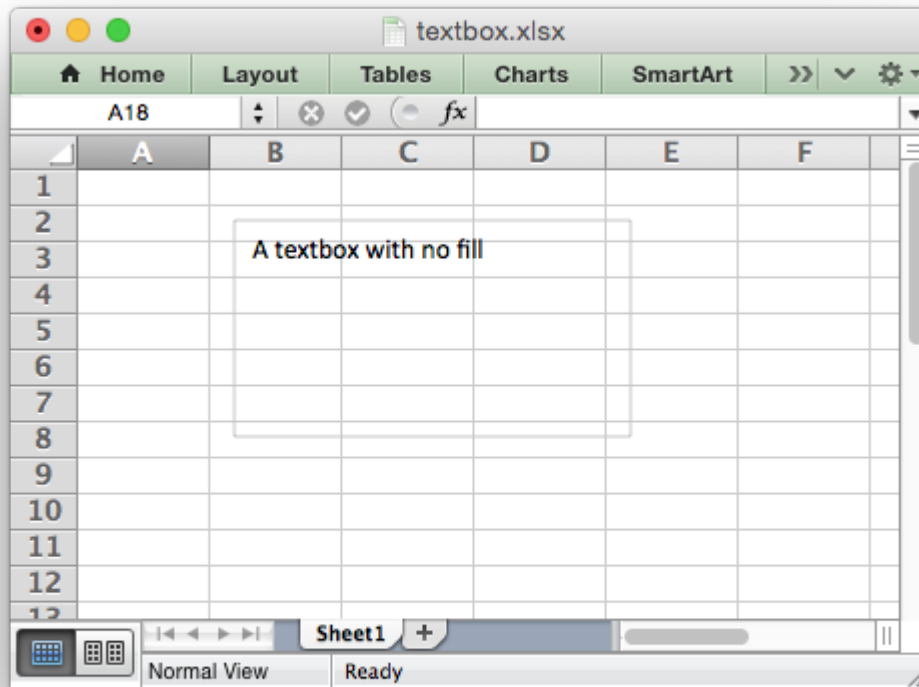 textbox.xlsx
Home Layout Tables Charts SmartArt
A18 fx
A B C D E F
1
2
A textbox with no fill
3
4
5
6
7
8
9
10
11
12
13
Sheet1
Normal View Ready